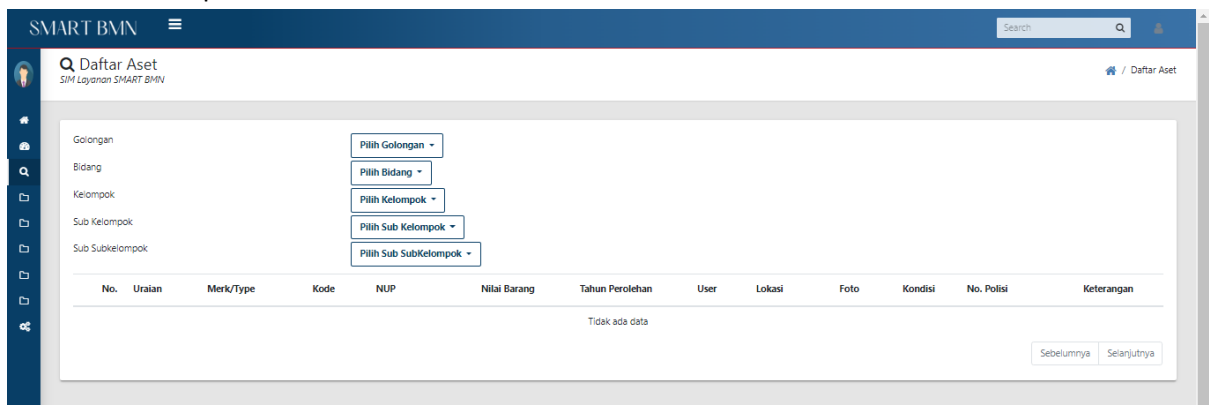 SMART BMN
Search
Daftar Aset
SIM Layanan SMART BMN
/ Daftar Aset
Golongan
Pilih Golongan
Bidang
Pilih Bidang
Kelompok
Pilih Kelompok
Sub Kelompok
Pilih Sub Kelompok
Sub Subkelompok
Pilih Sub SubKelompok
No. Uraian Merk/Type Kode NUP Nilai Barang Tahun Perolehan User Lokasi Foto Kondisi No. Polisi Keterangan
Tidak ada data
Sebelumnya Selanjutnya